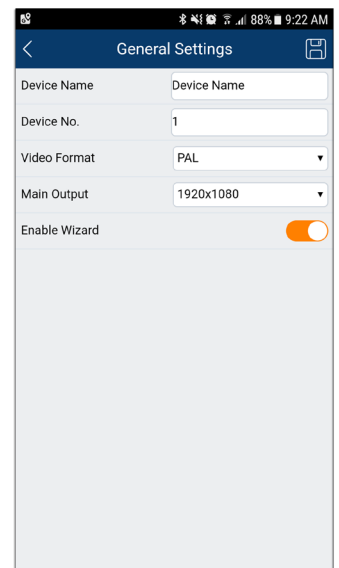 88% 9:22 AM
General Settings
Device Name Device Name
Device No. 1
Video Format PAL
Main Output 1920x1080
Enable Wizard